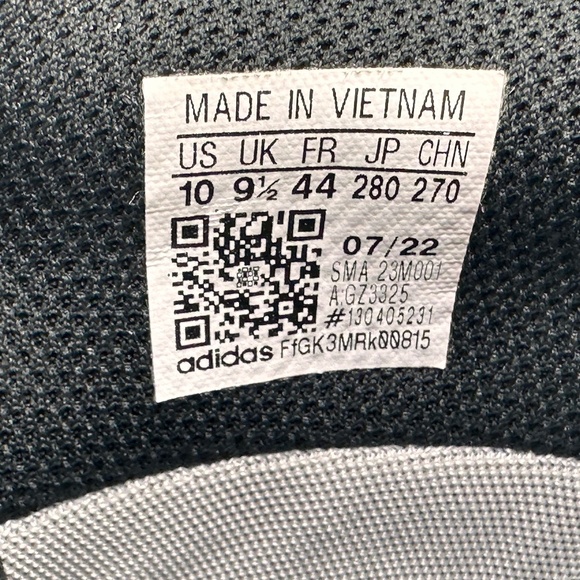 MADE IN VIETNAM
US UK FR JP CHN
10 9½ 44 280 270
07/22
SMA 23M001
A:GZ3325
#130405231
adidas FfGK3MRk00815